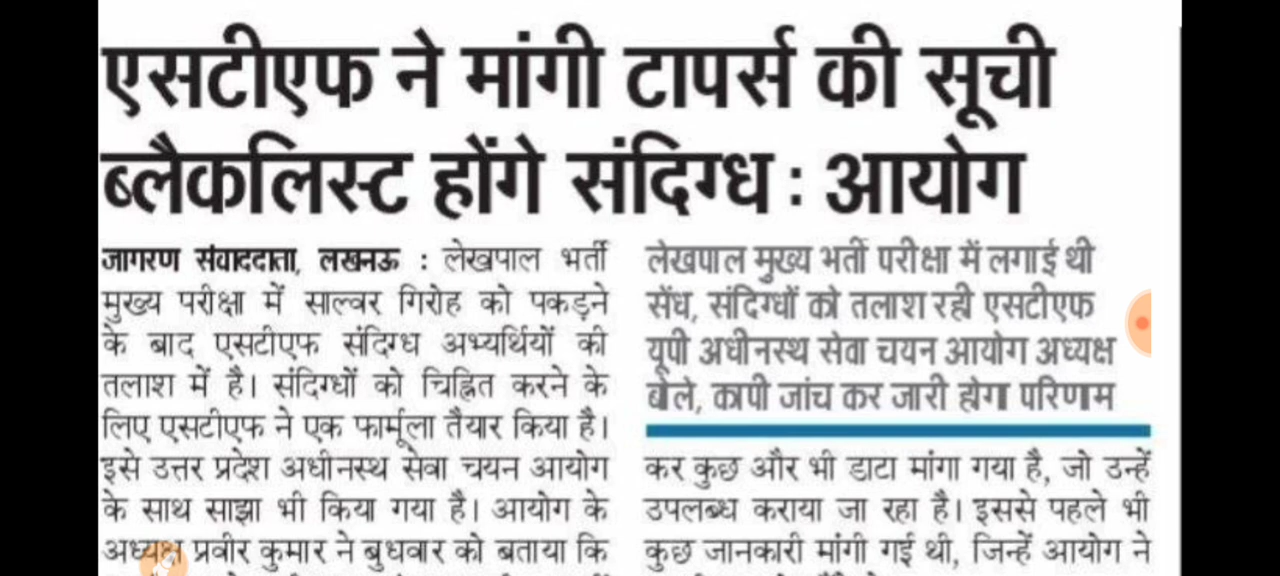 एसटीएफ ने मांगी टापर्स की सूची
ब्लैकलिस्ट होंगे संदिग्ध : आयोग
जागरण संवाददाता, लखनऊ : लेखपाल भर्ती
मुख्य परीक्षा में साल्वर गिरोह को पकड़ने
के बाद एसटीएफ संदिग्ध अभ्यर्थियों की
तलाश में है। संदिग्धों को चिह्नित करने के
लिए एसटीएफ ने एक फार्मूला तैयार किया है।
इसे उत्तर प्रदेश अधीनस्थ सेवा चयन आयोग
के साथ साझा भी किया गया है। आयोग के
अध्यक्ष प्रवीर कुमार ने बुधवार को बताया कि
लेखपाल मुख्य भर्ती परीक्षा में लगाई थी
सेंध, संदिग्धों को तलाश रही एसटीएफ
यूपी अधीनस्थ सेवा चयन आयोग अध्यक्ष
बोले, कापी जांच कर जारी होगा परिणाम
कर कुछ और भी डाटा मांगा गया है, जो उन्हें
उपलब्ध कराया जा रहा है। इससे पहले भी
कुछ जानकारी मांगी गई थी, जिन्हें आयोग ने